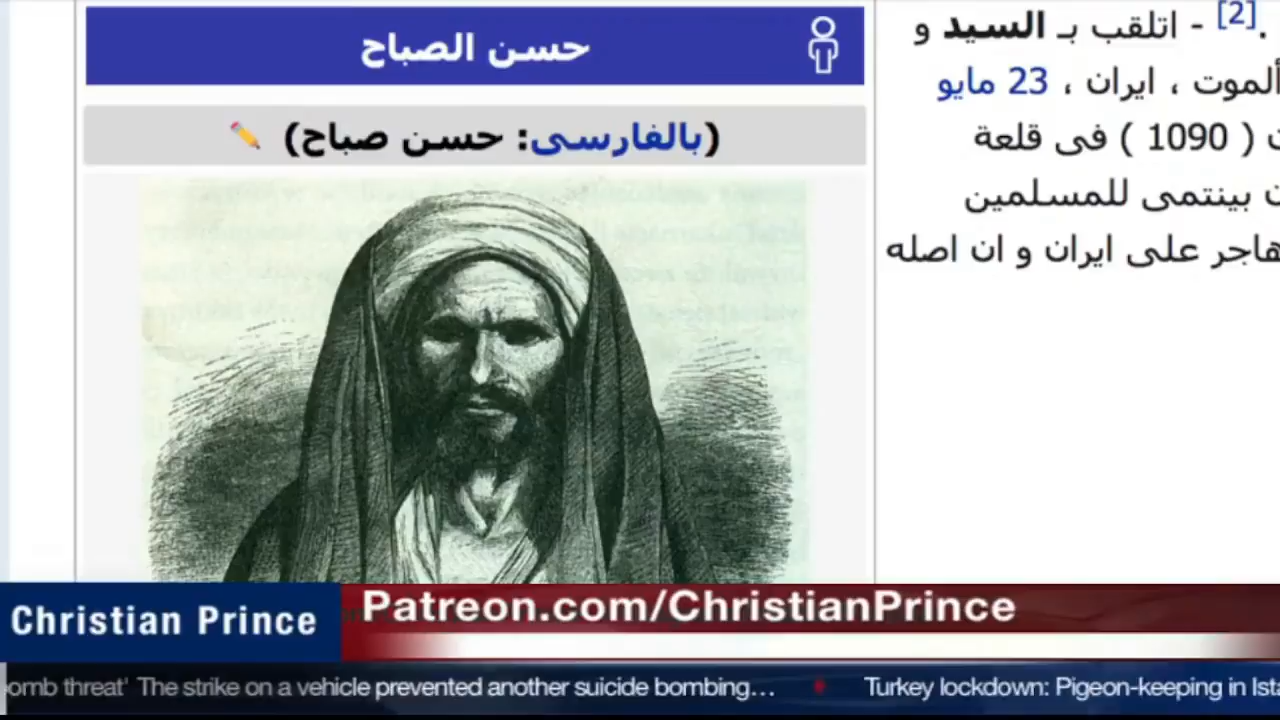 حسن الصباح
(بالفارسى: حسن صباح)
[2]. - اتلقب بـ السيد و
ألموت ، ايران ، 23 مايو
( 1090 ) فى قلعة
بينتمى للمسلمين
هاجر على ايران و ان اصله
Christian Prince
Patreon.com/ChristianPrince
omb threat' The strike on a vehicle prevented another suicide bombing... Turkey lockdown: Pigeon-keeping in Ista